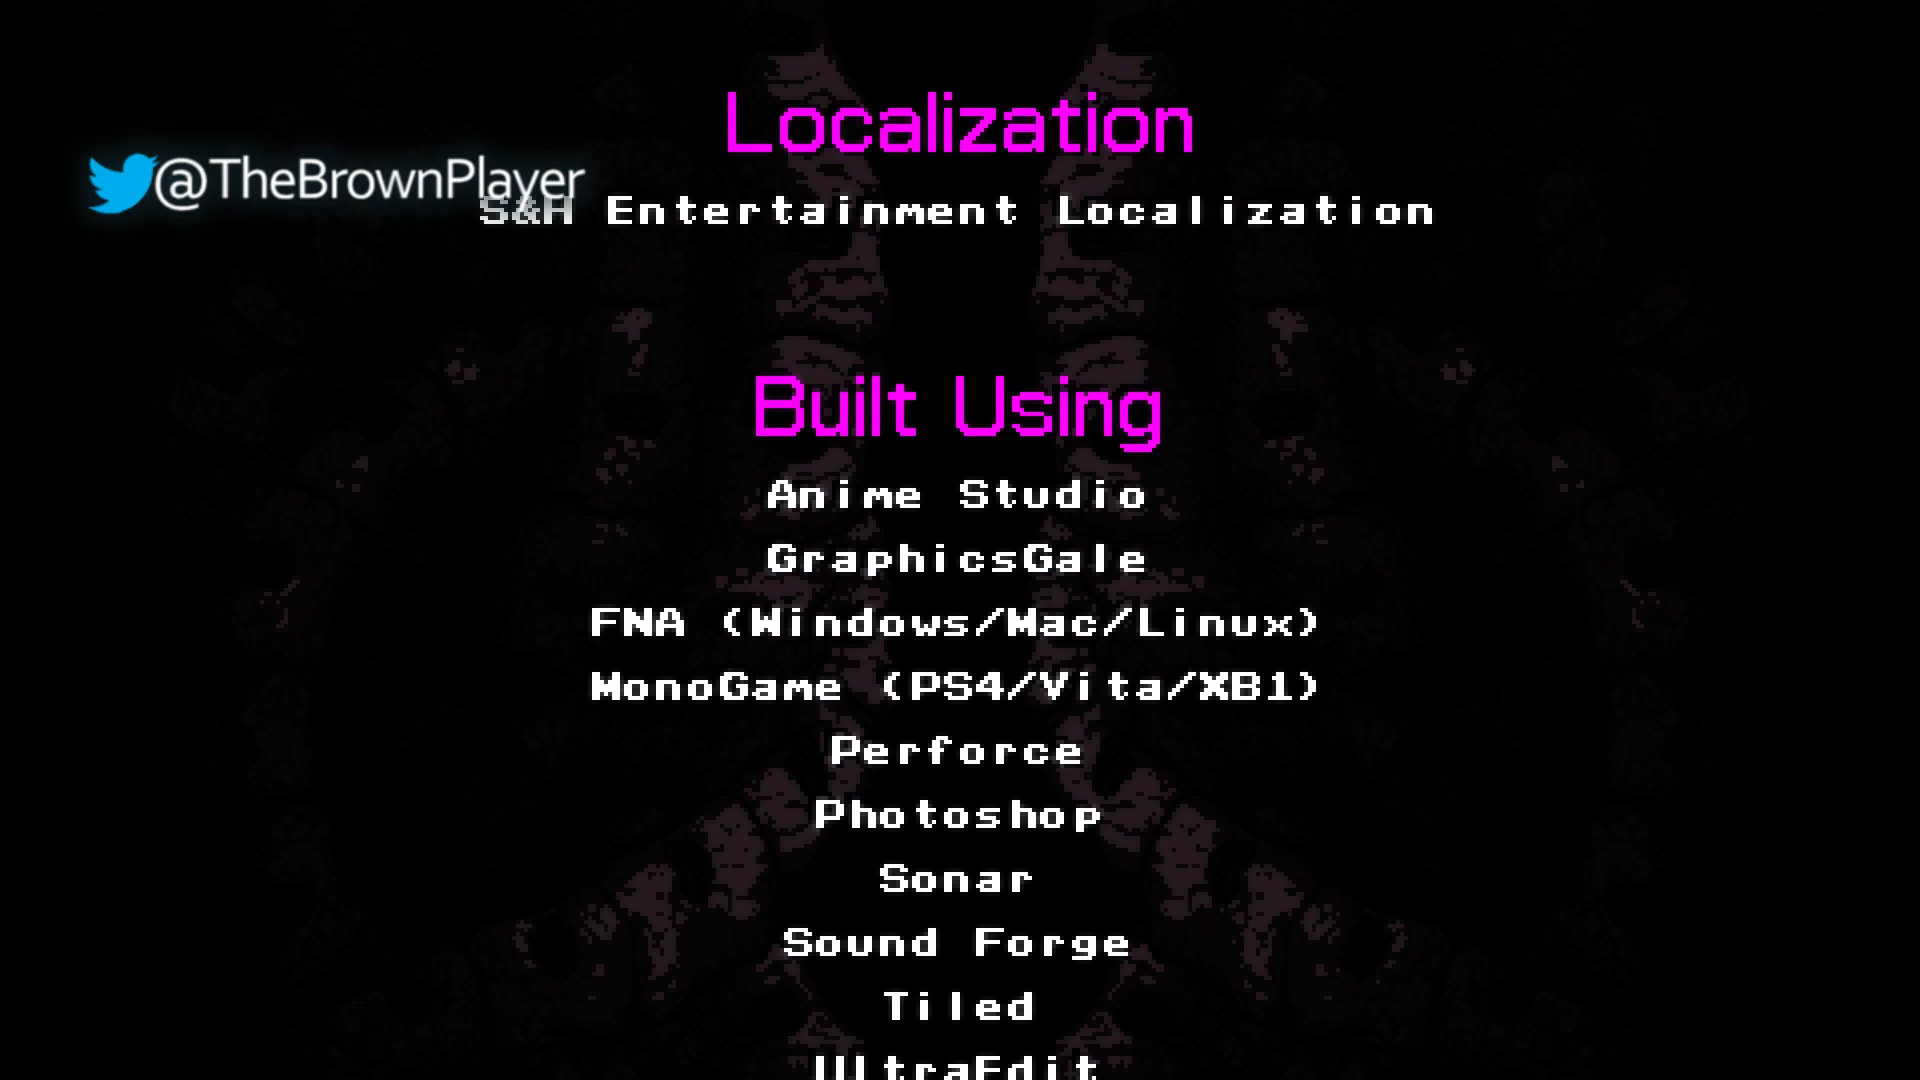 Localization
@TheBrownPlayer
S&H Entertainment Localization
Built Using
Anime Studio
GraphicsGale
FNA (Windows/Mac/Linux)
MonoGame (PS4/Vita/XB1)
Perforce
Photoshop
Sonar
Sound Forge
Tiled
UltraEdit